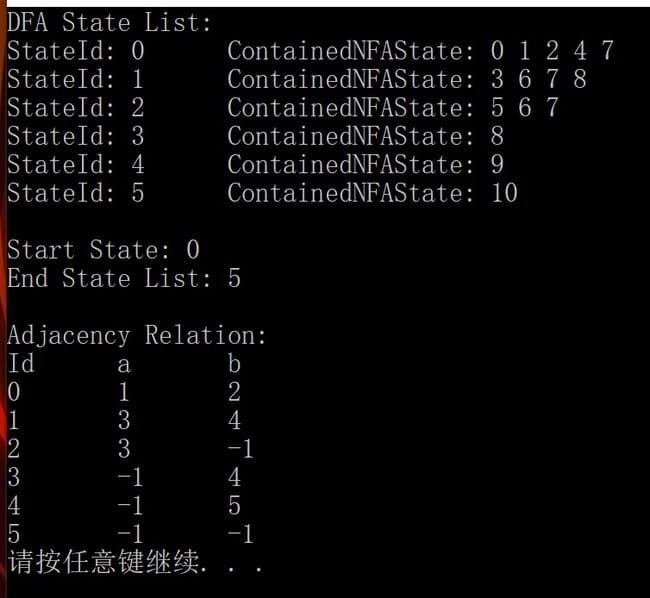 DFA State List:
StateId: 0 ContainedNFAState: 0 1 2 4 7
StateId: 1 ContainedNFAState: 3 6 7 8
StateId: 2 ContainedNFAState: 5 6 7
StateId: 3 ContainedNFAState: 8
StateId: 4 ContainedNFAState: 9
StateId: 5 ContainedNFAState: 10
Start State: 0
End State List: 5
Adjacency Relation:
Id a b
0 1 2
1 3 4
2 3 -1
3 -1 4
4 -1 5
5 -1 -1
请按任意键继续. . .